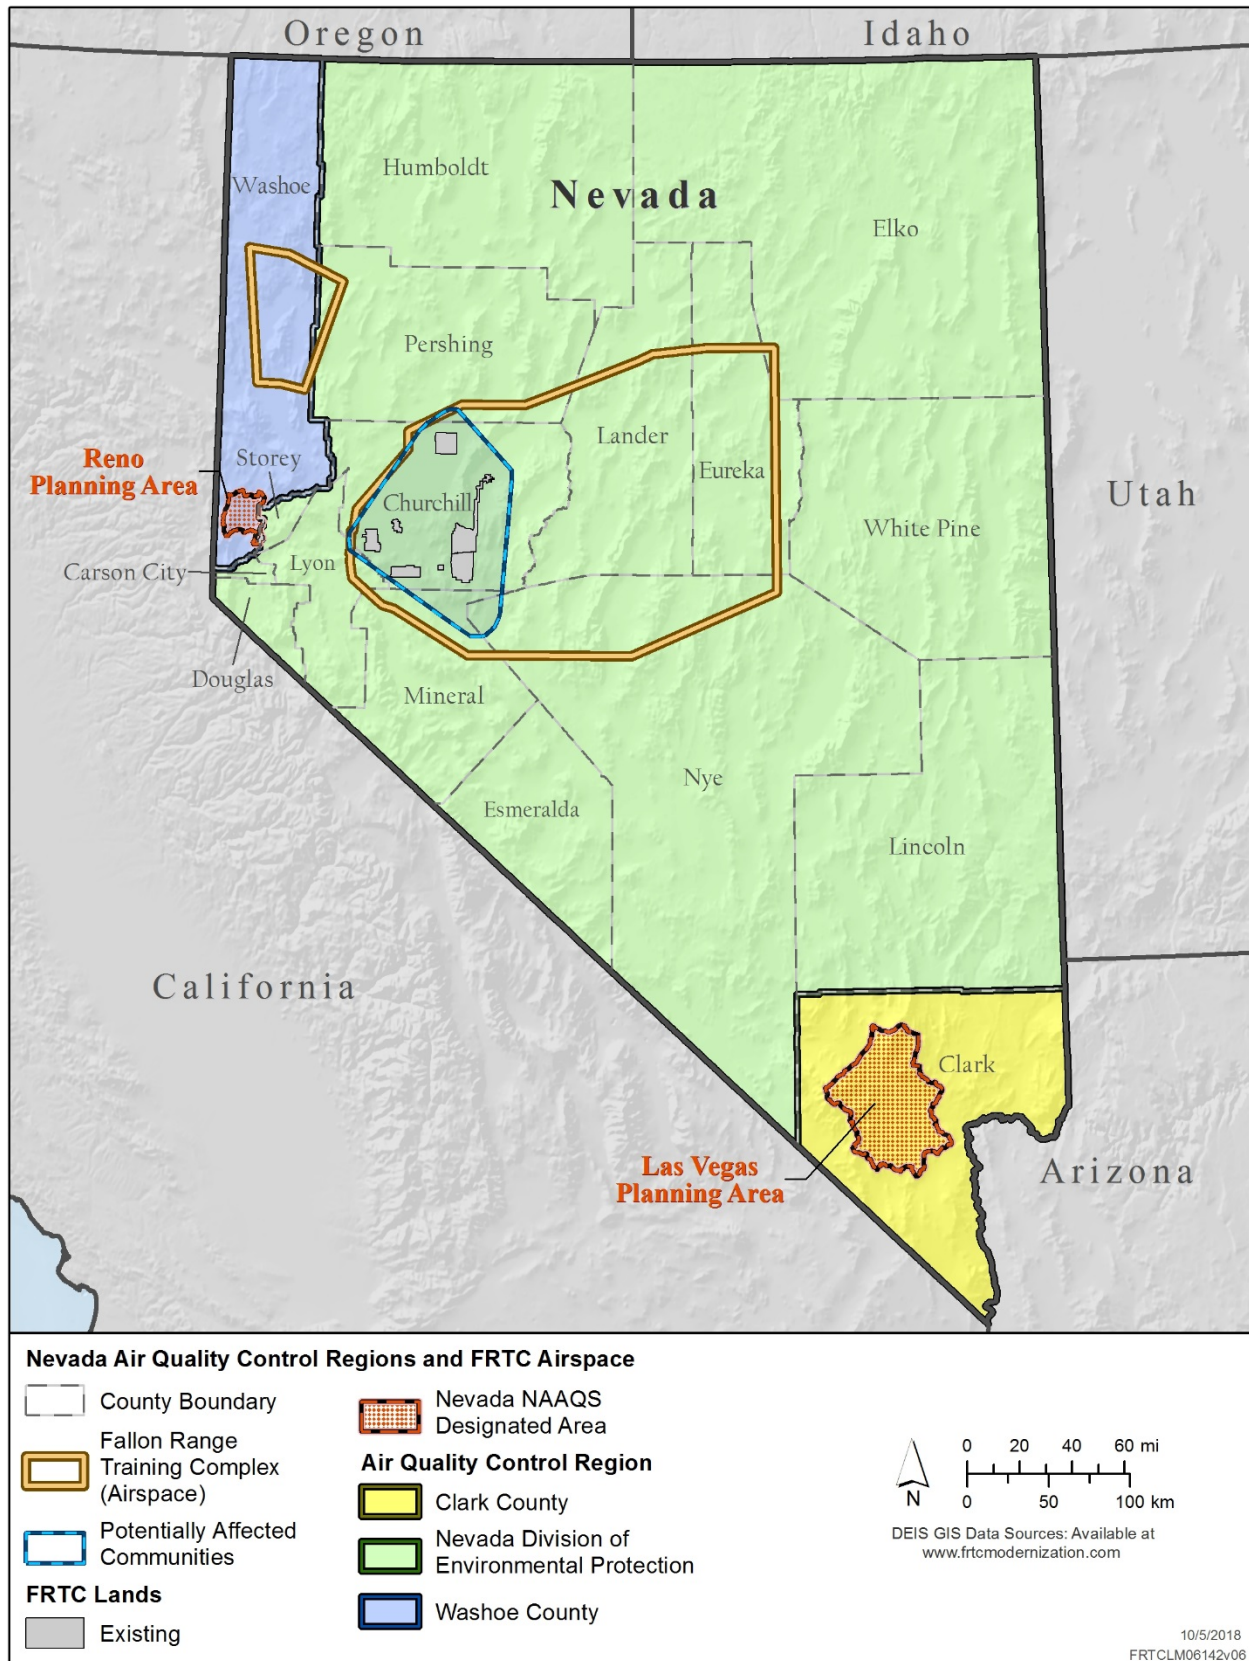 Oregon
Idaho
Washoe
Humboldt
Nevada
Elko
Pershing
Lander
Eureka
Reno
Planning Area
Storey
Churchill
Utah
White Pine
Carson City
Lyon
Douglas
Mineral
Nye
Esmeralda
Lincoln
California
Clark
Las Vegas
Planning Area
Arizona
Nevada Air Quality Control Regions and FRTC Airspace
County Boundary
Fallon Range
Training Complex
(Airspace)
Potentially Affected
Communities
FRTC Lands
Existing
Nevada NAAQS
Designated Area
Air Quality Control Region
Clark County
Nevada Division of
Environmental Protection
Washoe County
N
0 20 40 60 mi
0 50 100 km
DEIS GIS Data Sources: Available at
www.frtcmodernization.com
10/5/2018
FRTCLM06142v06